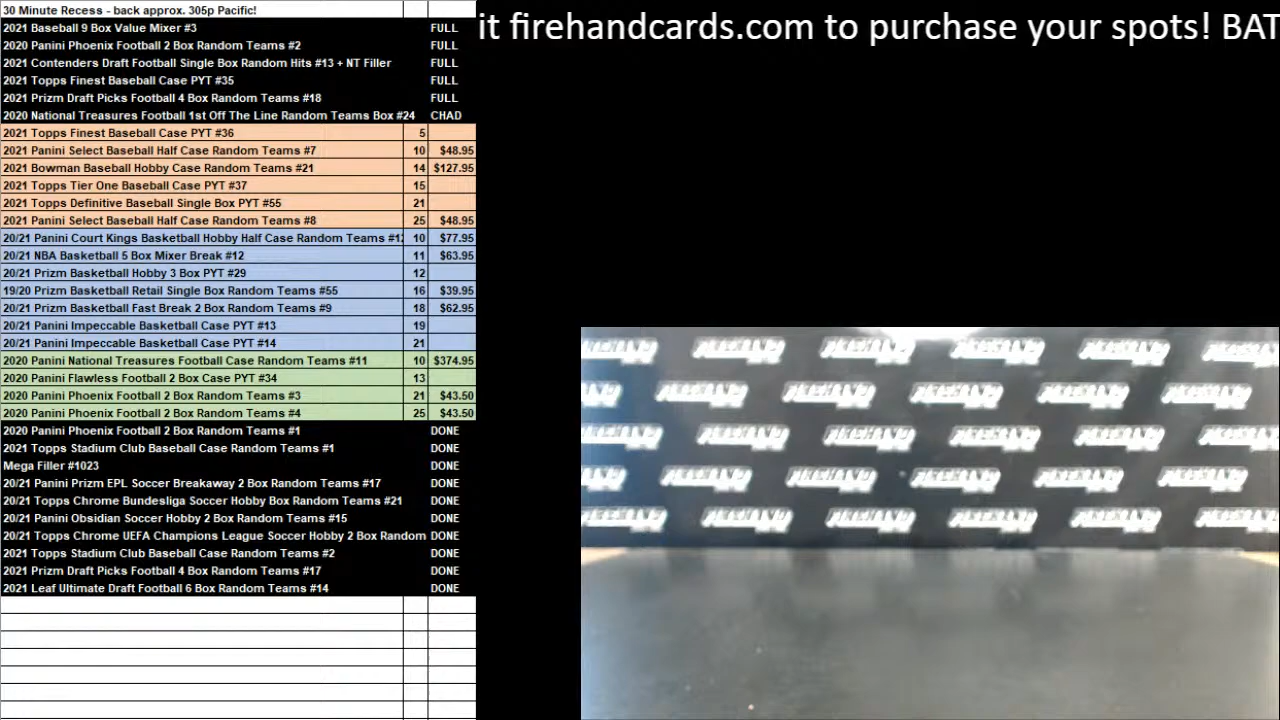 30 Minute Recess - back approx. 305p Pacific!
2021 Baseball 9 Box Value Mixer #3 FULL
2020 Panini Phoenix Football 2 Box Random Teams #2 FULL
2021 Contenders Draft Football Single Box Random Hits #13 + NT Filler FULL
2021 Topps Finest Baseball Case PYT #35 FULL
2021 Prizm Draft Picks Football 4 Box Random Teams #18 FULL
2020 National Treasures Football 1st Off The Line Random Teams Box #24 CHAD
2021 Topps Finest Baseball Case PYT #36 5
2021 Panini Select Baseball Half Case Random Teams #7 10 $48.95
2021 Bowman Baseball Hobby Case Random Teams #21 14 $127.95
2021 Topps Tier One Baseball Case PYT #37 15
2021 Topps Definitive Baseball Single Box PYT #55 21
2021 Panini Select Baseball Half Case Random Teams #8 25 $48.95
20/21 Panini Court Kings Basketball Hobby Half Case Random Teams 10 $77.95
20/21 NBA Basketball 5 Box Mixer Break #12 11 $63.95
20/21 Prizm Basketball Hobby 3 Box PYT #29 12
19/20 Prizm Basketball Retail Single Box Random Teams #55 16 $39.95
20/21 Prizm Basketball Fast Break 2 Box Random Teams #9 18 $62.95
20/21 Panini Impeccable Basketball Case PYT #13 19
20/21 Panini Impeccable Basketball Case PYT #14 21
2020 Panini National Treasures Football Case Random Teams #11 10 $374.95
2020 Panini Flawless Football 2 Box Case PYT #34 13
2020 Panini Phoenix Football 2 Box Random Teams #3 21 $43.50
2020 Panini Phoenix Football 2 Box Random Teams #4 25 $43.50
2020 Panini Phoenix Football 2 Box Random Teams #1 DONE
2021 Topps Stadium Club Baseball Case Random Teams #1 DONE
Mega Filler #1023 DONE
20/21 Panini Prizm EPL Soccer Breakaway 2 Box Random Teams #17 DONE
20/21 Topps Chrome Bundesliga Soccer Hobby Box Random Teams #21 DONE
20/21 Panini Obsidian Soccer Hobby 2 Box Random Teams #15 DONE
20/21 Topps Chrome UEFA Champions League Soccer Hobby 2 Box Random DONE
2021 Topps Stadium Club Baseball Case Random Teams #2 DONE
2021 Prizm Draft Picks Football 4 Box Random Teams #17 DONE
2021 Leaf Ultimate Draft Football 6 Box Random Teams #14 DONE
it firehandcards.com to purchase your spots! BAT